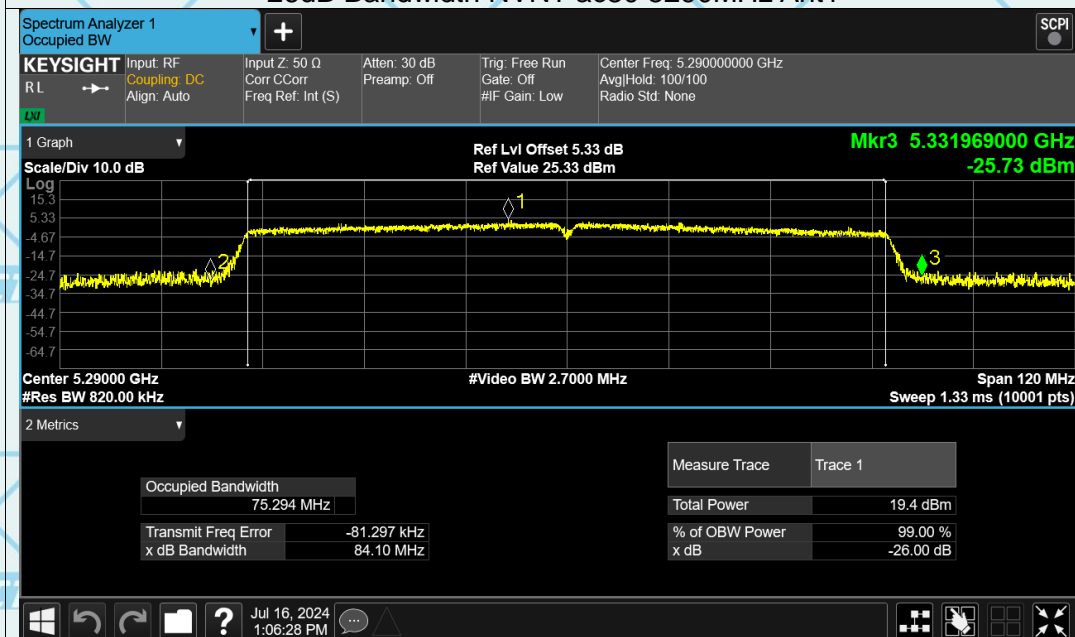 Spectrum Analyzer 1
Occupied BW
SCPI
KEYSIGHT
RL
LXI
Input: RF
Coupling: DC
Align: Auto
Input Z: 50 Ω
Corr CCorr
Freq Ref: Int (S)
Atten: 30 dB
Preamp: Off
Trig: Free Run
Gate: Off
#IF Gain: Low
Center Freq: 5.290000000 GHz
Avg|Hold: 100/100
Radio Std: None
1 Graph
Ref Lvl Offset 5.33 dB
Mkr3 5.331969000 GHz
Scale/Div 10.0 dB
Ref Value 25.33 dBm
-25.73 dBm
Log
15.3
5.33
-4.67
-14.7
-24.7
-34.7
-44.7
-54.7
-64.7
1
2
3
Center 5.29000 GHz
#Video BW 2.7000 MHz
Span 120 MHz
#Res BW 820.00 kHz
Sweep 1.33 ms (10001 pts)
2 Metrics
Measure Trace Trace 1
Occupied Bandwidth
75.294 MHz
Total Power 19.4 dBm
Transmit Freq Error -81.297 kHz
% of OBW Power 99.00 %
x dB Bandwidth 84.10 MHz
x dB -26.00 dB
?
Jul 16, 2024
1:06:28 PM